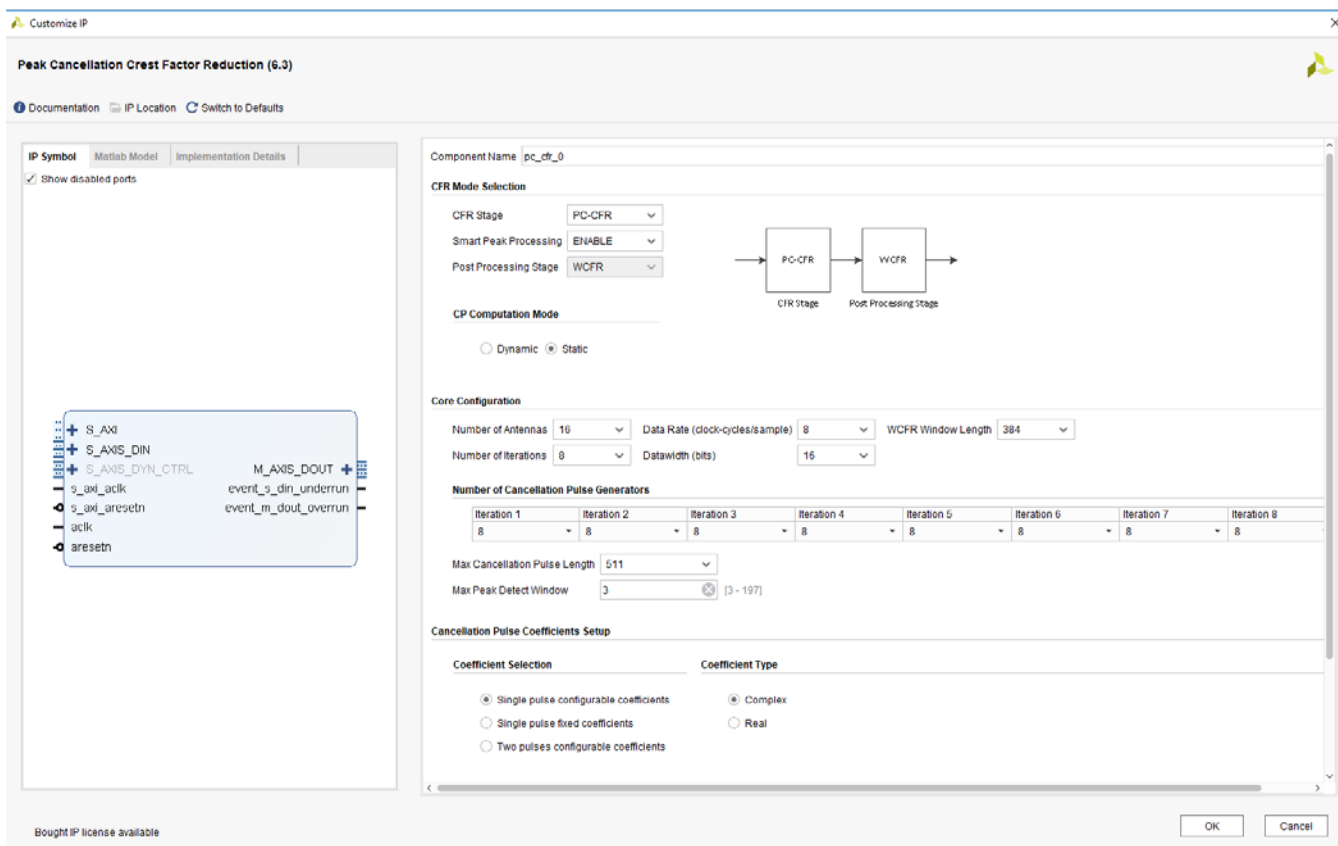 Customize IP
Peak Cancellation Crest Factor Reduction (6.3)
Documentation IP Location Switch to Defaults
IP Symbol Matlab Model Implementation Details
Show disabled ports
S_AXI
S_AXIS_DIN
S_AXIS_DYN_CTRL M_AXIS_DOUT
s_axi_aclk event_s_din_underrun
s_axi_aresetn event_m_dout_overrun
aclk
aresetn
Component Name pc_cfr_0
CFR Mode Selection
CFR Stage PC-CFR
Smart Peak Processing ENABLE
Post Processing Stage WCFR
PC-CFR WCFR
CFR Stage Post Processing Stage
CP Computation Mode
Dynamic Static
Core Configuration
Number of Antennas 16 Data Rate (clock-cycles/sample) 8 WCFR Window Length 384
Number of Iterations 8 Datawidth (bits) 16
Number of Cancellation Pulse Generators
Iteration 1 Iteration 2 Iteration 3 Iteration 4 Iteration 5 Iteration 6 Iteration 7 Iteration 8
8 8 8 8 8 8 8 8
Max Cancellation Pulse Length 511
Max Peak Detect Window 3 [3 - 197]
Cancellation Pulse Coefficients Setup
Coefficient Selection Coefficient Type
Single pulse configurable coefficients Complex
Single pulse fixed coefficients Real
Two pulses configurable coefficients
Bought IP license available
OK Cancel